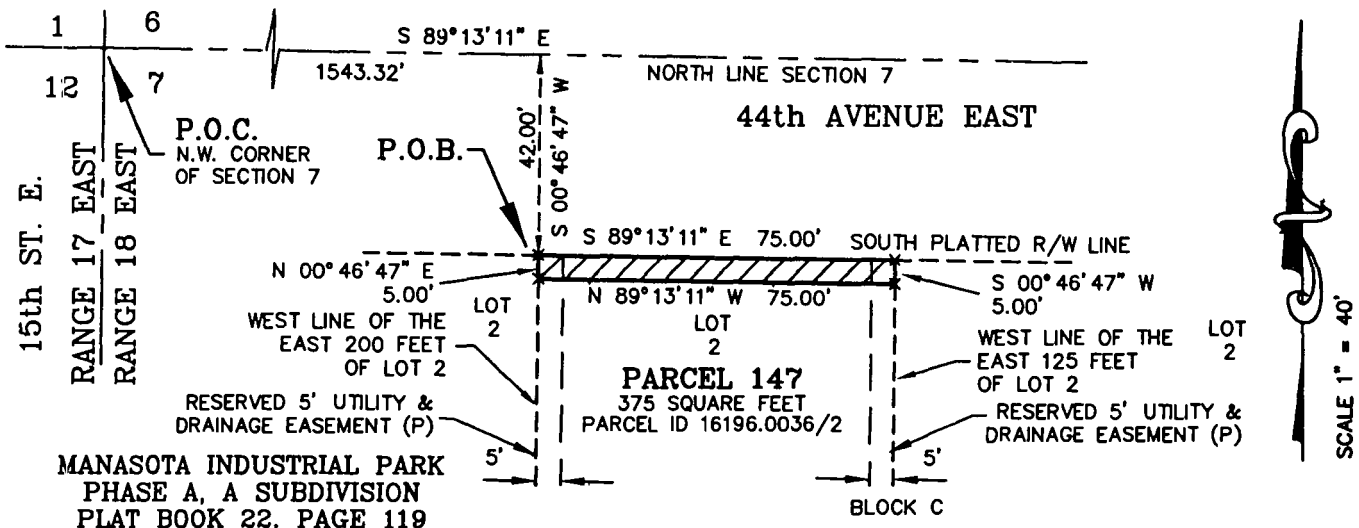 1 6
S 89°13'11" E
1543.32'
NORTH LINE SECTION 7
12 7
44th AVENUE EAST
P.O.C.
N.W. CORNER
OF SECTION 7
15th ST. E.
RANGE 17 EAST
RANGE 18 EAST
P.O.B.
42.00'
S 00°46'47" W
S 89°13'11" E 75.00'
SOUTH PLATTED R/W LINE
N 00°46'47" E
5.00'
N 89°13'11" W 75.00'
S 00°46'47" W
5.00'
LOT
2
WEST LINE OF THE
EAST 200 FEET
OF LOT 2
LOT
2
WEST LINE OF THE
EAST 125 FEET
OF LOT 2
LOT
2
PARCEL 147
375 SQUARE FEET
PARCEL ID 16196.0036/2
RESERVED 5' UTILITY &
DRAINAGE EASEMENT (P)
RESERVED 5' UTILITY &
DRAINAGE EASEMENT (P)
5'
5'
MANASOTA INDUSTRIAL PARK
PHASE A, A SUBDIVISION
PLAT BOOK 22, PAGE 119
BLOCK C
SCALE 1" = 40'